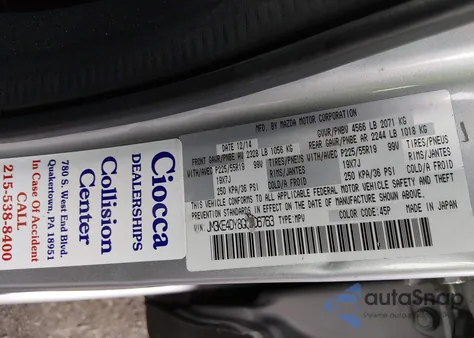 Ciocca
DEALERSHIPS
Collision
Center
780 S. West End Blvd.
Quakertown, PA 18951
In Case Of Accident
215-538-8400
MFD. BY MAZDA MOTOR CORPORATION
DATE 12/14
GVWR/PNBV 4566 LB 2071 KG
FRONT GAWR/PNBE AV 2328 LB 1056 KG
REAR GAWR/PNBE AR 2244 LB 1018 KG
WITH/AVEC P225/55R19 99V TIRES/PNEUS
WITH/AVEC P225/55R19 99V TIRES/PNEUS
19X7J RIMS/JANTES
19X7J RIMS/JANTES
250 KPA/36 PSI COLD/A FROID
250 KPA/36 PSI COLD/A FROID
THIS VEHICLE CONFORMS TO ALL APPLICABLE FEDERAL MOTOR VEHICLE SAFETY AND THEFT
PREVENTION STANDARDS IN EFFECT ON THE DATE OF MANUFACTURE SHOWN ABOVE.
TYPE: MPV
COLOR CODE: 45P
MADE IN JAPAN
autoSnap